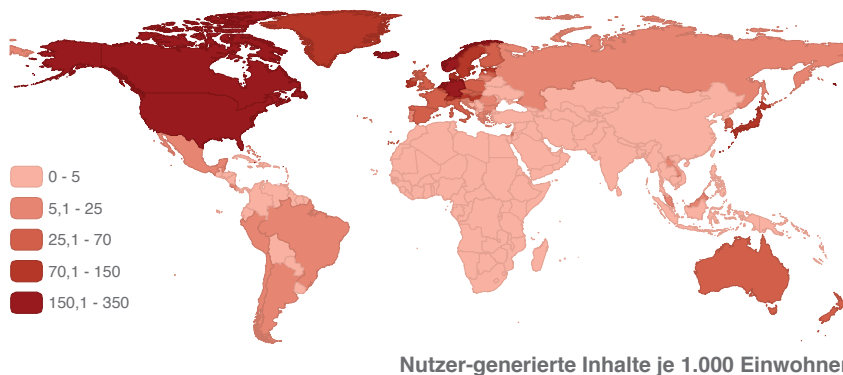 0 - 5
5,1 - 25
25,1 - 70
70,1 - 150
150,1 - 350
Nutzer-generierte Inhalte je 1.000 Einwohner